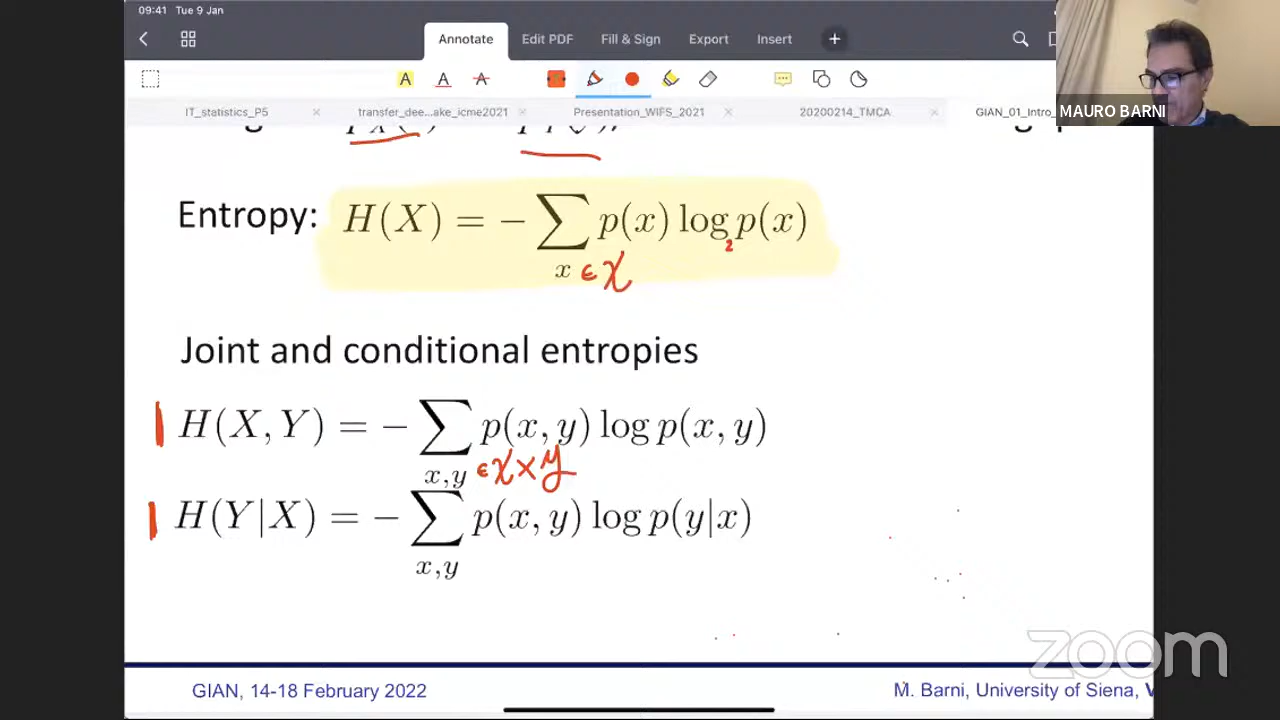 09:41 Tue 9 Jan
Annotate Edit PDF Fill & Sign Export Insert +
A A A
IT_statistics_P5 × transfer_dee...ake_icme2021 × Presentation_WIFS_2021 × 20200214_TMCA × GIAN_01_Intro_
MAURO BARNI
Entropy: H(X) = − ∑ p(x) log₂ p(x)
x ∈ χ
Joint and conditional entropies
H(X, Y) = − ∑ p(x, y) log p(x, y)
x,y ∈ χ × y
H(Y|X) = − ∑ p(x, y) log p(y|x)
x,y
zoom
GIAN, 14-18 February 2022
M. Barni, University of Siena,